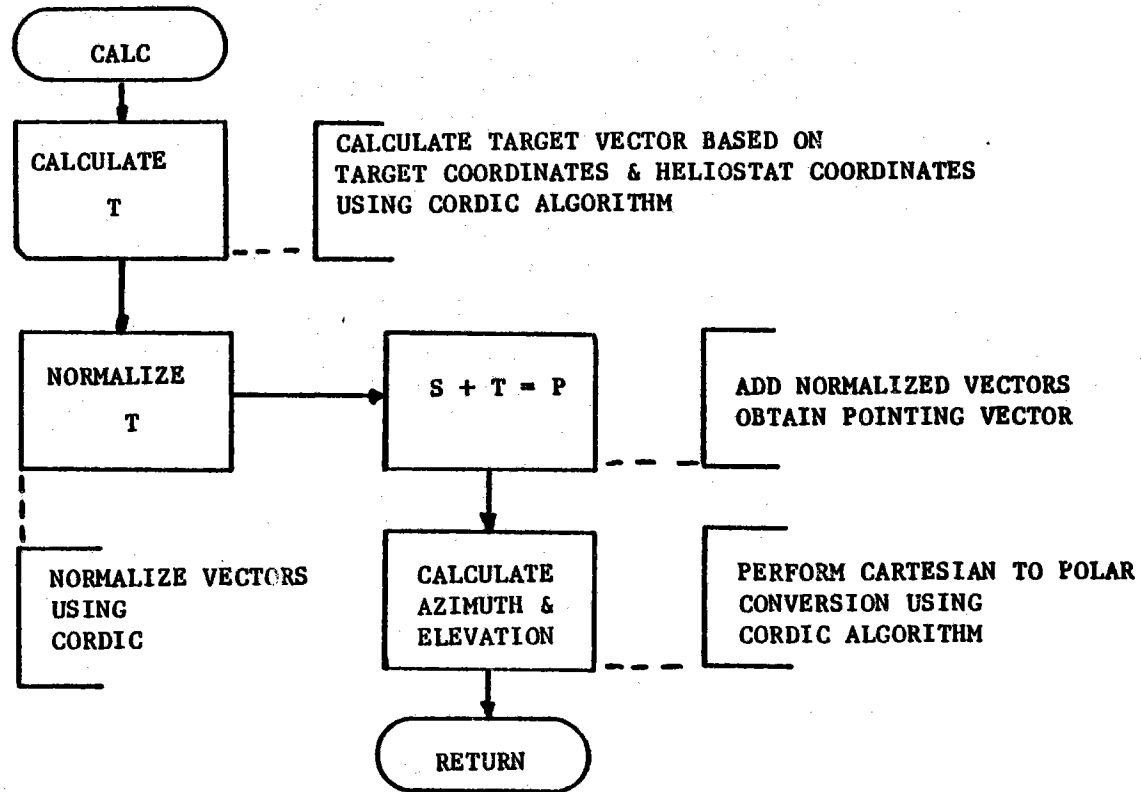 CALC
CALCULATE
T
CALCULATE TARGET VECTOR BASED ON
TARGET COORDINATES & HELIOSTAT COORDINATES
USING CORDIC ALGORITHM
NORMALIZE
T
S + T = P
ADD NORMALIZED VECTORS
OBTAIN POINTING VECTOR
NORMALIZE VECTORS
USING
CORDIC
CALCULATE
AZIMUTH &
ELEVATION
PERFORM CARTESIAN TO POLAR
CONVERSION USING
CORDIC ALGORITHM
RETURN